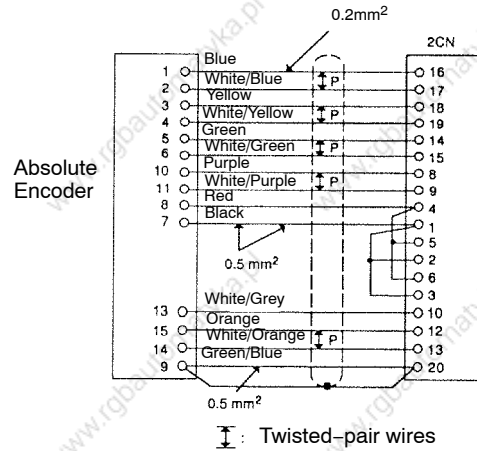 0.2mm²
2CN
Blue
1 16
White/Blue P
2 17
Yellow
3 18
White/Yellow P
4 19
Green
5 14
White/Green P
6 15
Purple
10 8
White/Purple P
11 9
Red
8 4
Black
7 1
Absolute
Encoder
5
2
0.5 mm²
6
3
White/Grey
13 10
Orange
15 12
White/Orange P
14 13
Green/Blue
9 20
0.5 mm²
: Twisted-pair wires
www.rgbautomatyka.pl